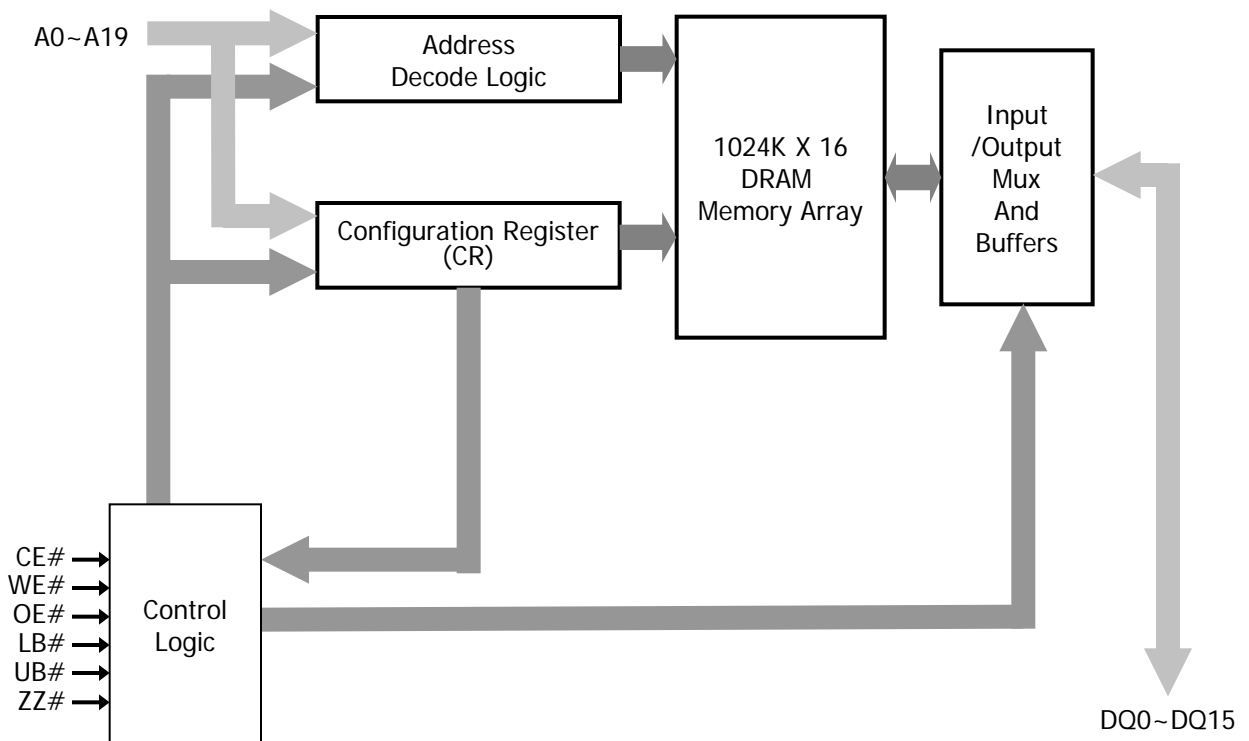 A0~A19
Address
Decode Logic
Configuration Register
(CR)
1024K X 16
DRAM
Memory Array
Input
/Output
Mux
And
Buffers
CE#
WE#
OE#
LB#
UB#
ZZ#
Control
Logic
DQ0~DQ15